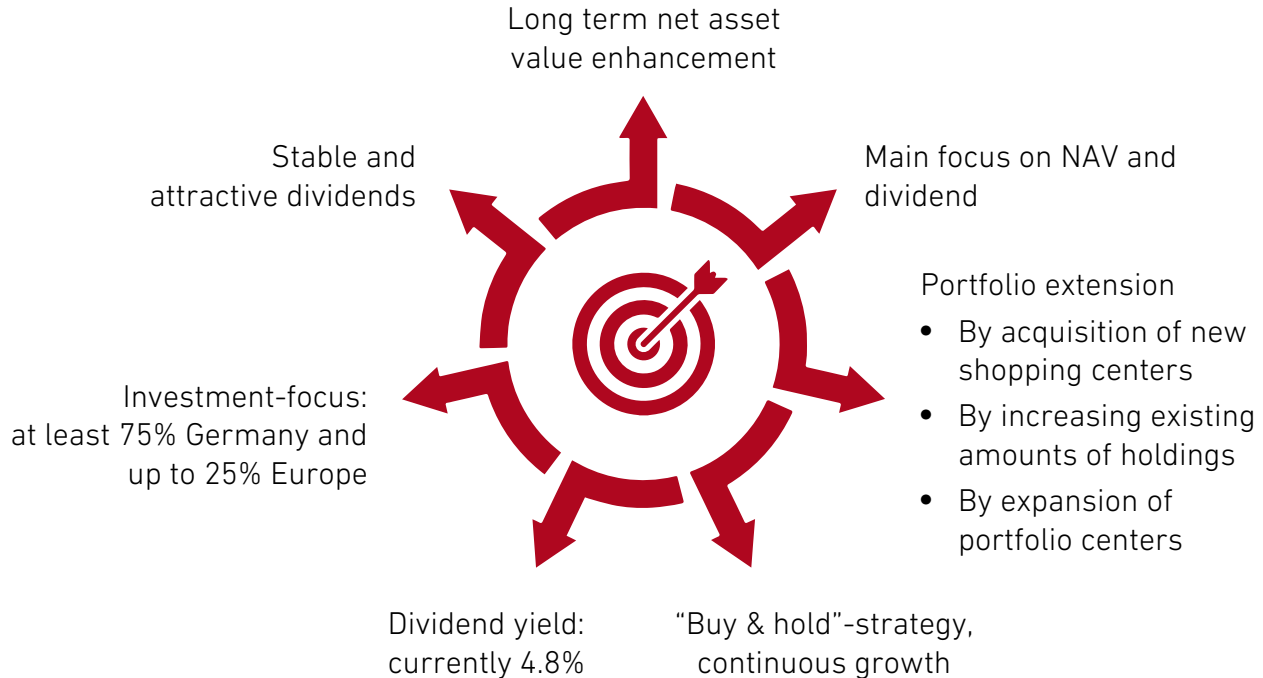 Long term net asset
value enhancement
Main focus on NAV and
dividend
Portfolio extension
• By acquisition of new
shopping centers
• By increasing existing
amounts of holdings
• By expansion of
portfolio centers
“Buy & hold”-strategy,
continuous growth
Dividend yield:
currently 4.8%
Investment-focus:
at least 75% Germany and
up to 25% Europe
Stable and
attractive dividends